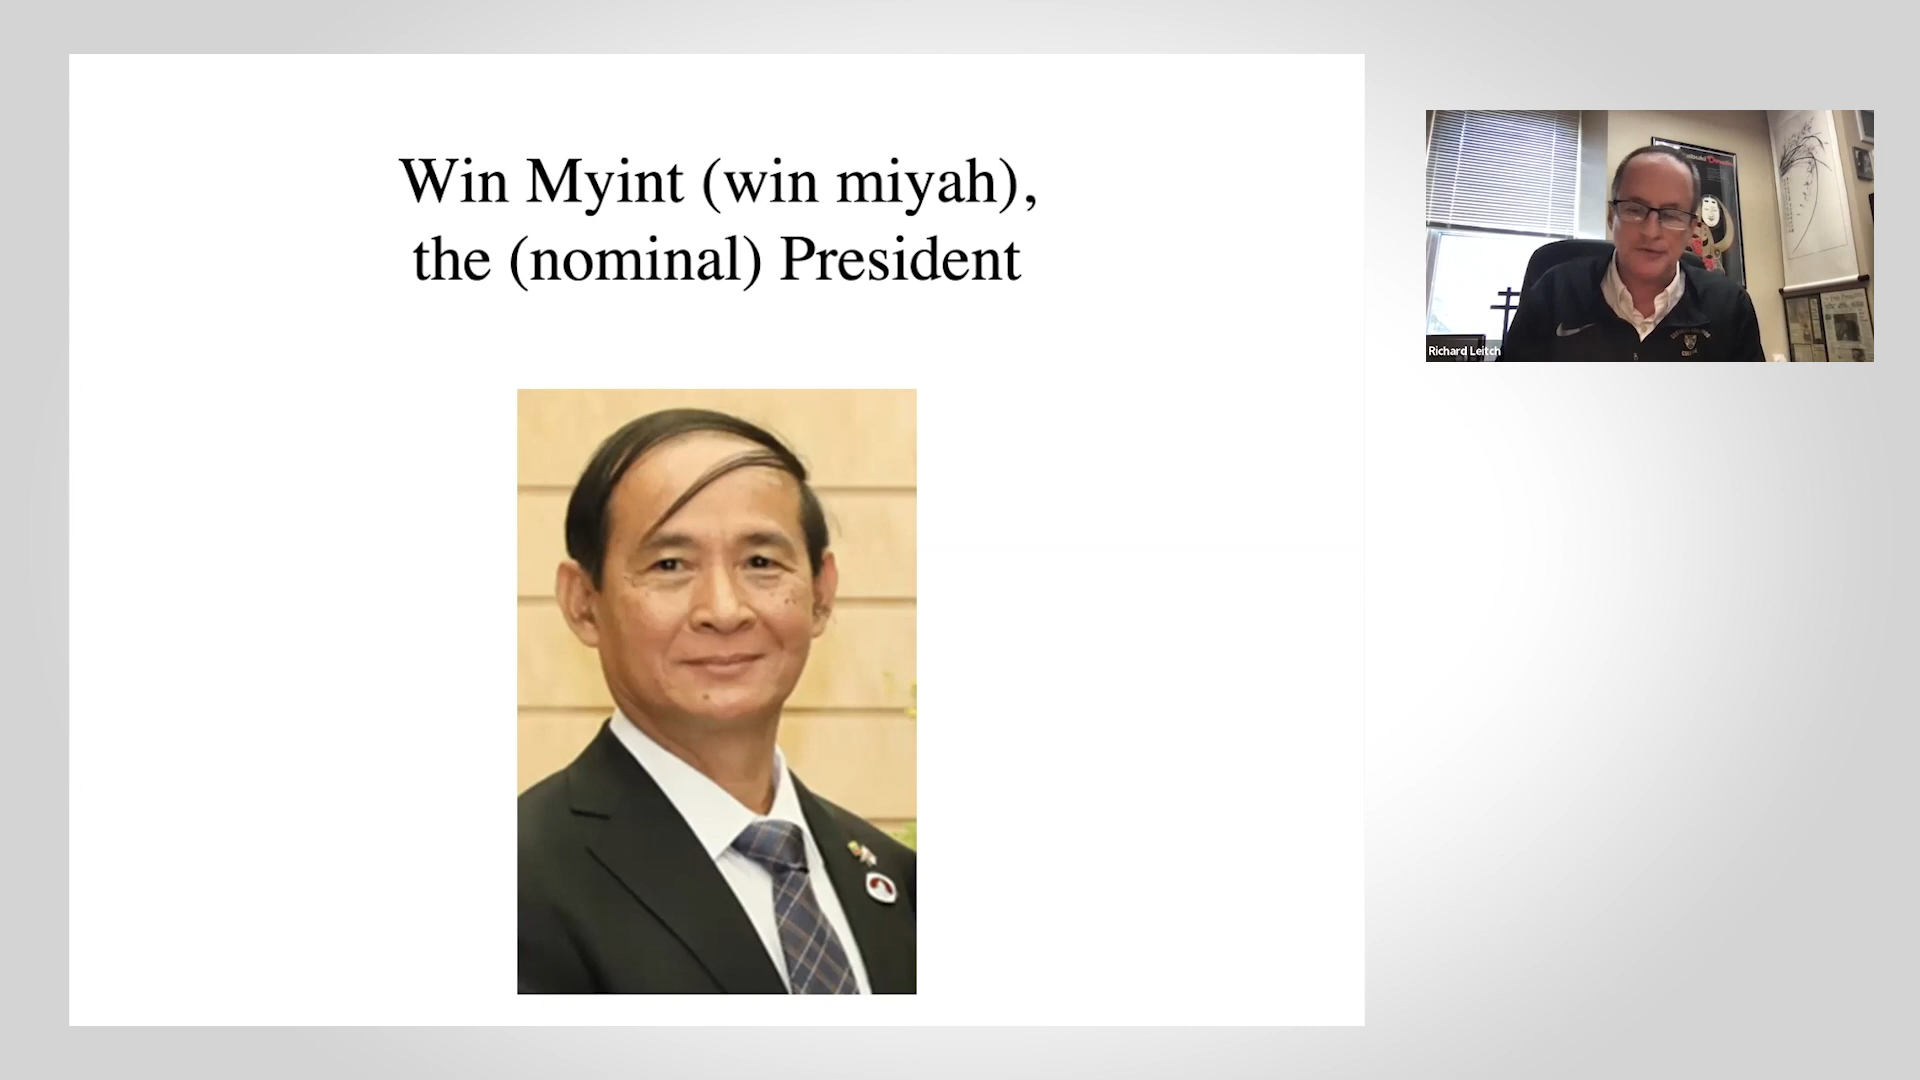 Win Myint (win miyah),
the (nominal) President
Richard Leitch